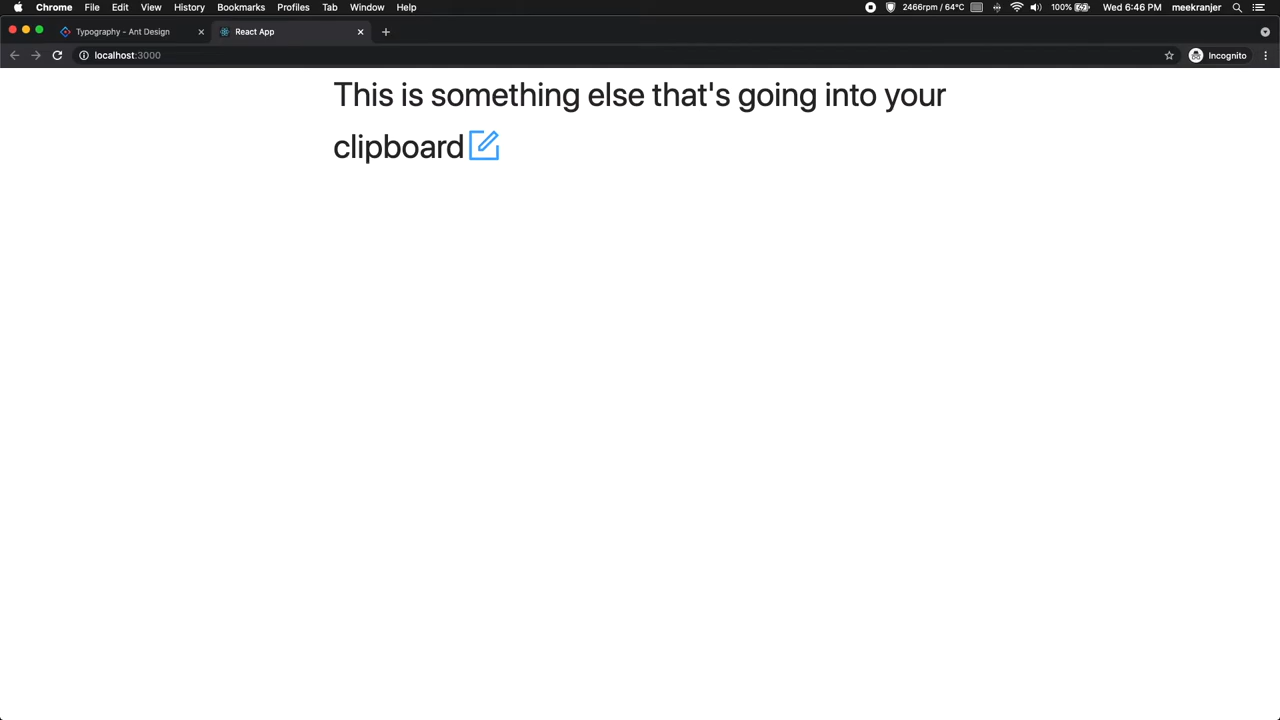 Chrome File Edit View History Bookmarks Profiles Tab Window Help 2466rpm / 64°C 100% Wed 6:46 PM meekranjer
Typography - Ant Design React App
localhost:3000 Incognito
This is something else that's going into your
clipboard